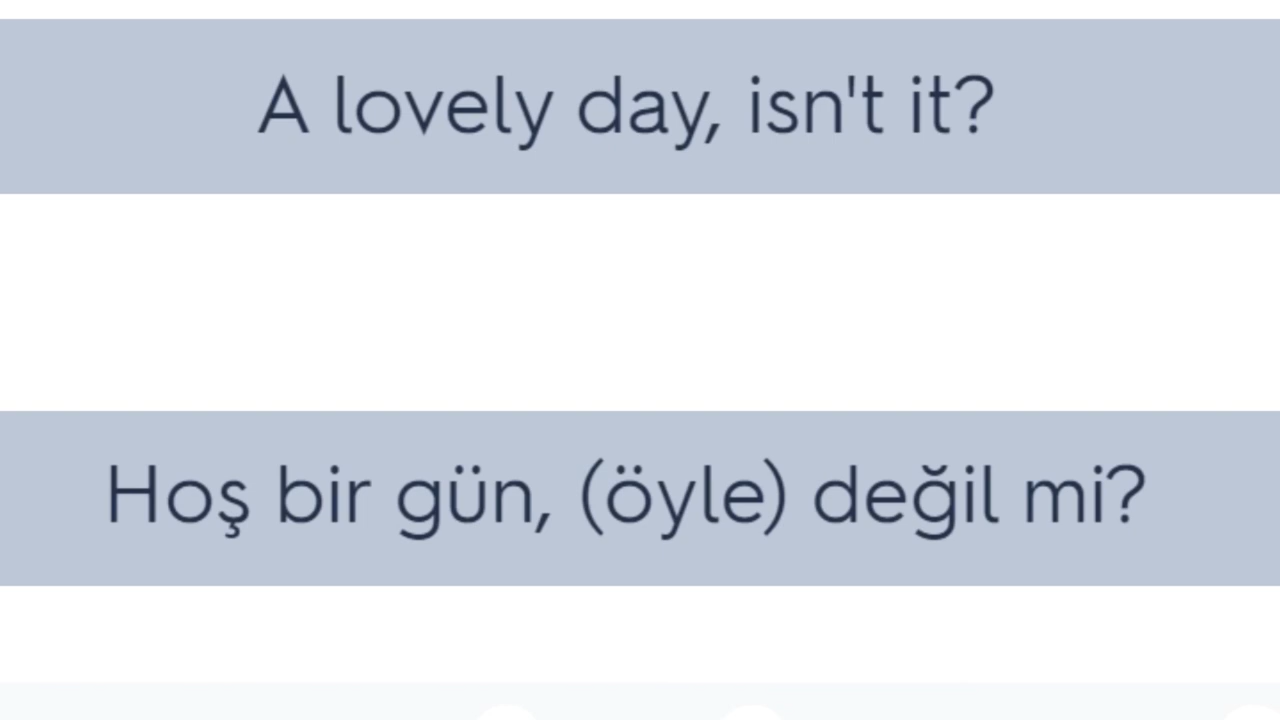 A lovely day, isn't it?
Hoş bir gün, (öyle) değil mi?